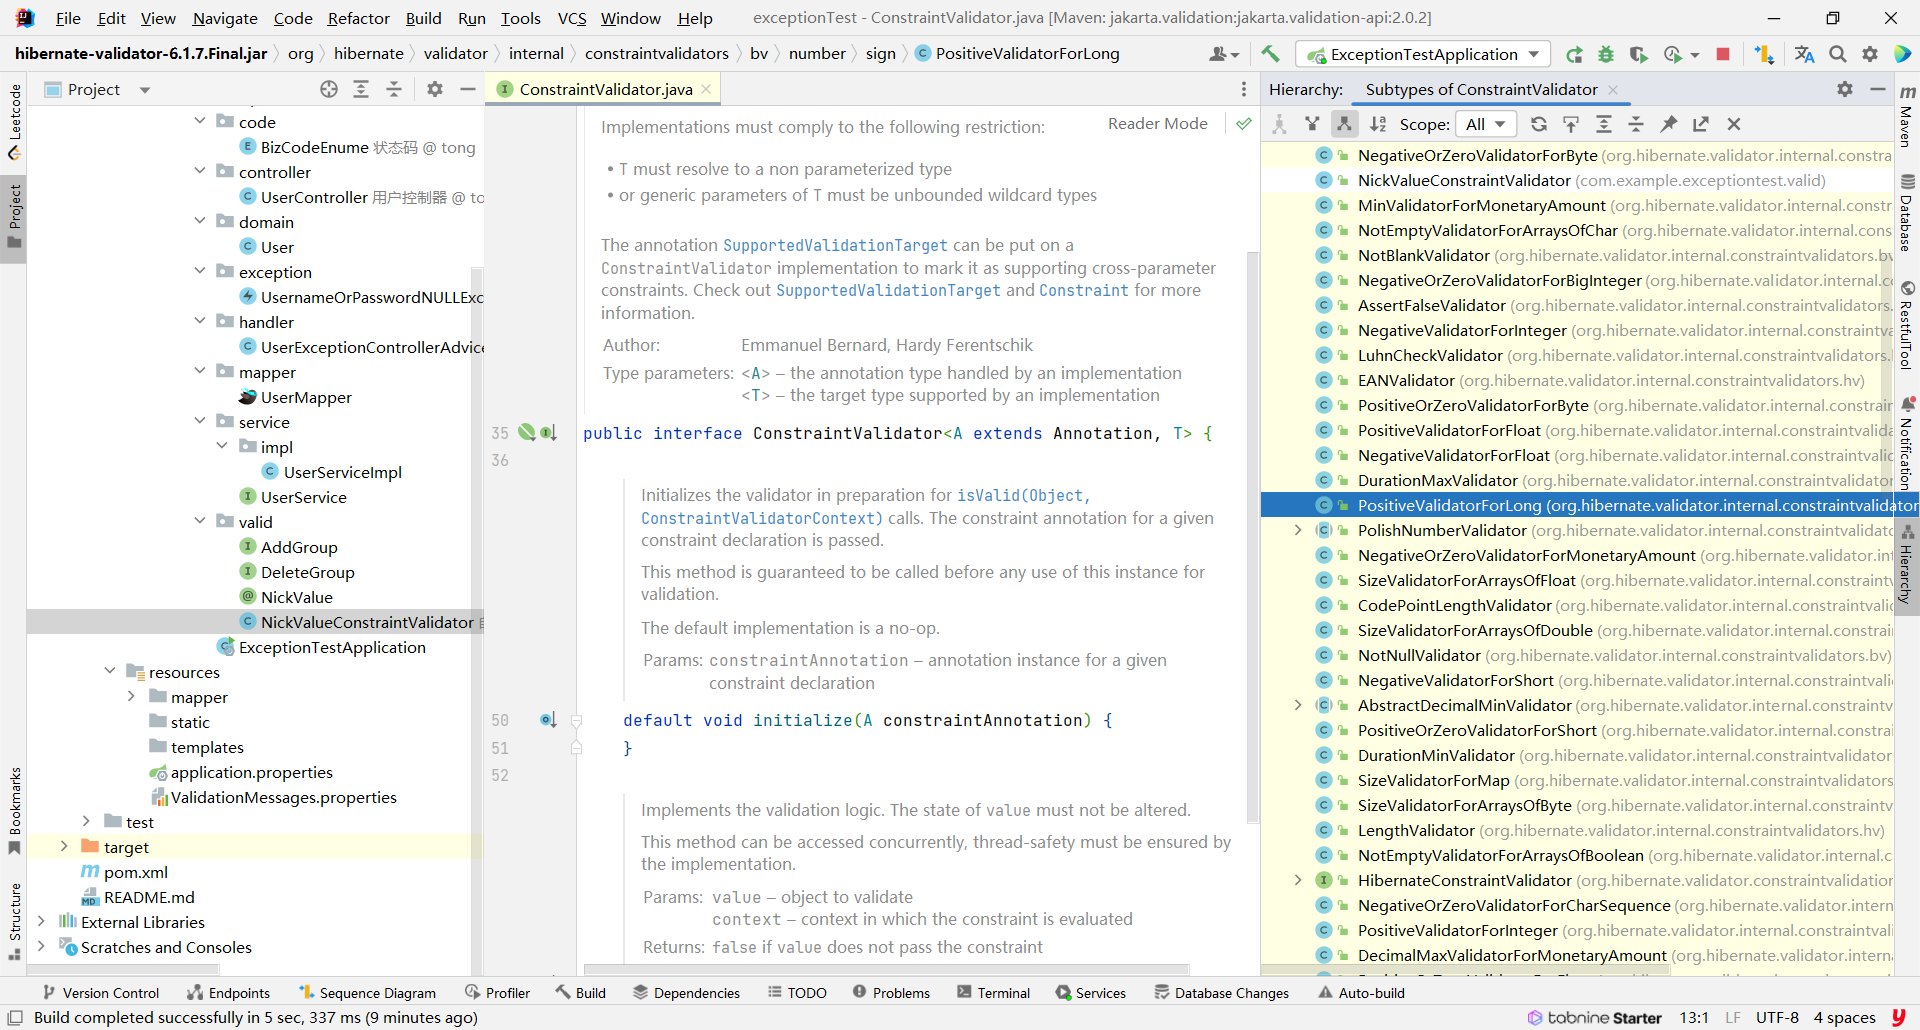 File Edit View Navigate Code Refactor Build Run Tools VCS Window Help exceptionTest - ConstraintValidator.java [Maven: jakarta.validation:jakarta.validation-api:2.0.2]
hibernate-validator-6.1.7.Final.jar org hibernate validator internal constraintvalidators bv number sign PositiveValidatorForLong ExceptionTestApplication
Leetcode
Project
Bookmarks
Structure
Project
code
BizCodeEnume 状态码 @ tong
controller
UserController 用户控制器 @ to
domain
User
exception
UsernameOrPasswordNULLExc
handler
UserExceptionControllerAdvice
mapper
UserMapper
service
impl
UserServiceImpl
UserService
valid
AddGroup
DeleteGroup
NickValue
NickValueConstraintValidator
ExceptionTestApplication
resources
mapper
static
templates
application.properties
ValidationMessages.properties
test
target
pom.xml
README.md
External Libraries
Scratches and Consoles
ConstraintValidator.java
Reader Mode
Implementations must comply to the following restriction:
• T must resolve to a non parameterized type
• or generic parameters of T must be unbounded wildcard types
The annotation SupportedValidationTarget can be put on a
ConstraintValidator implementation to mark it as supporting cross-parameter
constraints. Check out SupportedValidationTarget and Constraint for more
information.
Author: Emmanuel Bernard, Hardy Ferentschik
Type parameters: <A> – the annotation type handled by an implementation
<T> – the target type supported by an implementation
35 public interface ConstraintValidator<A extends Annotation, T> {
36
Initializes the validator in preparation for isValid(Object,
ConstraintValidatorContext) calls. The constraint annotation for a given
constraint declaration is passed.
This method is guaranteed to be called before any use of this instance for
validation.
The default implementation is a no-op.
Params: constraintAnnotation – annotation instance for a given
constraint declaration
50 default void initialize(A constraintAnnotation) {
51 }
52
Implements the validation logic. The state of value must not be altered.
This method can be accessed concurrently, thread-safety must be ensured by
the implementation.
Params: value – object to validate
context – context in which the constraint is evaluated
Returns: false if value does not pass the constraint
Hierarchy: Subtypes of ConstraintValidator
Scope: All
NegativeOrZeroValidatorForByte (org.hibernate.validator.internal.constra
NickValueConstraintValidator (com.example.exceptiontest.valid)
MinValidatorForMonetaryAmount (org.hibernate.validator.internal.constr
NotEmptyValidatorForArraysOfChar (org.hibernate.validator.internal.cons
NotBlankValidator (org.hibernate.validator.internal.constraintvalidators.bv
NegativeOrZeroValidatorForBigInteger (org.hibernate.validator.internal.c
AssertFalseValidator (org.hibernate.validator.internal.constraintvalidators.
NegativeValidatorForInteger (org.hibernate.validator.internal.constraintva
LuhnCheckValidator (org.hibernate.validator.internal.constraintvalidators.
EANValidator (org.hibernate.validator.internal.constraintvalidators.hv)
PositiveOrZeroValidatorForByte (org.hibernate.validator.internal.constrai
PositiveValidatorForFloat (org.hibernate.validator.internal.constraintvalid
NegativeValidatorForFloat (org.hibernate.validator.internal.constraintvali
DurationMaxValidator (org.hibernate.validator.internal.constraintvalidato
PositiveValidatorForLong (org.hibernate.validator.internal.constraintvalidator
PolishNumberValidator (org.hibernate.validator.internal.constraintvalidato
NegativeOrZeroValidatorForMonetaryAmount (org.hibernate.validator.int
SizeValidatorForArraysOfFloat (org.hibernate.validator.internal.constraintv
CodePointLengthValidator (org.hibernate.validator.internal.constraintvalid
SizeValidatorForArraysOfDouble (org.hibernate.validator.internal.constrain
NotNullValidator (org.hibernate.validator.internal.constraintvalidators.bv)
NegativeValidatorForShort (org.hibernate.validator.internal.constraintvali
AbstractDecimalMinValidator (org.hibernate.validator.internal.constraintv
PositiveOrZeroValidatorForShort (org.hibernate.validator.internal.constrai
DurationMinValidator (org.hibernate.validator.internal.constraintvalidator
SizeValidatorForMap (org.hibernate.validator.internal.constraintvalidators
SizeValidatorForArraysOfByte (org.hibernate.validator.internal.constraintv
LengthValidator (org.hibernate.validator.internal.constraintvalidators.hv)
NotEmptyValidatorForArraysOfBoolean (org.hibernate.validator.internal.c
HibernateConstraintValidator (org.hibernate.validator.internal.constraintvalidation
NegativeOrZeroValidatorForCharSequence (org.hibernate.validator.intern
PositiveValidatorForInteger (org.hibernate.validator.internal.constraintval
DecimalMaxValidatorForMonetaryAmount (org.hibernate.validator.interna
Maven
Database
RestfulTool
Notification
Hierarchy
Version Control Endpoints Sequence Diagram Profiler Build Dependencies TODO Problems Terminal Services Database Changes Auto-build
Build completed successfully in 5 sec, 337 ms (9 minutes ago) tabnine Starter 13:1 LF UTF-8 4 spaces